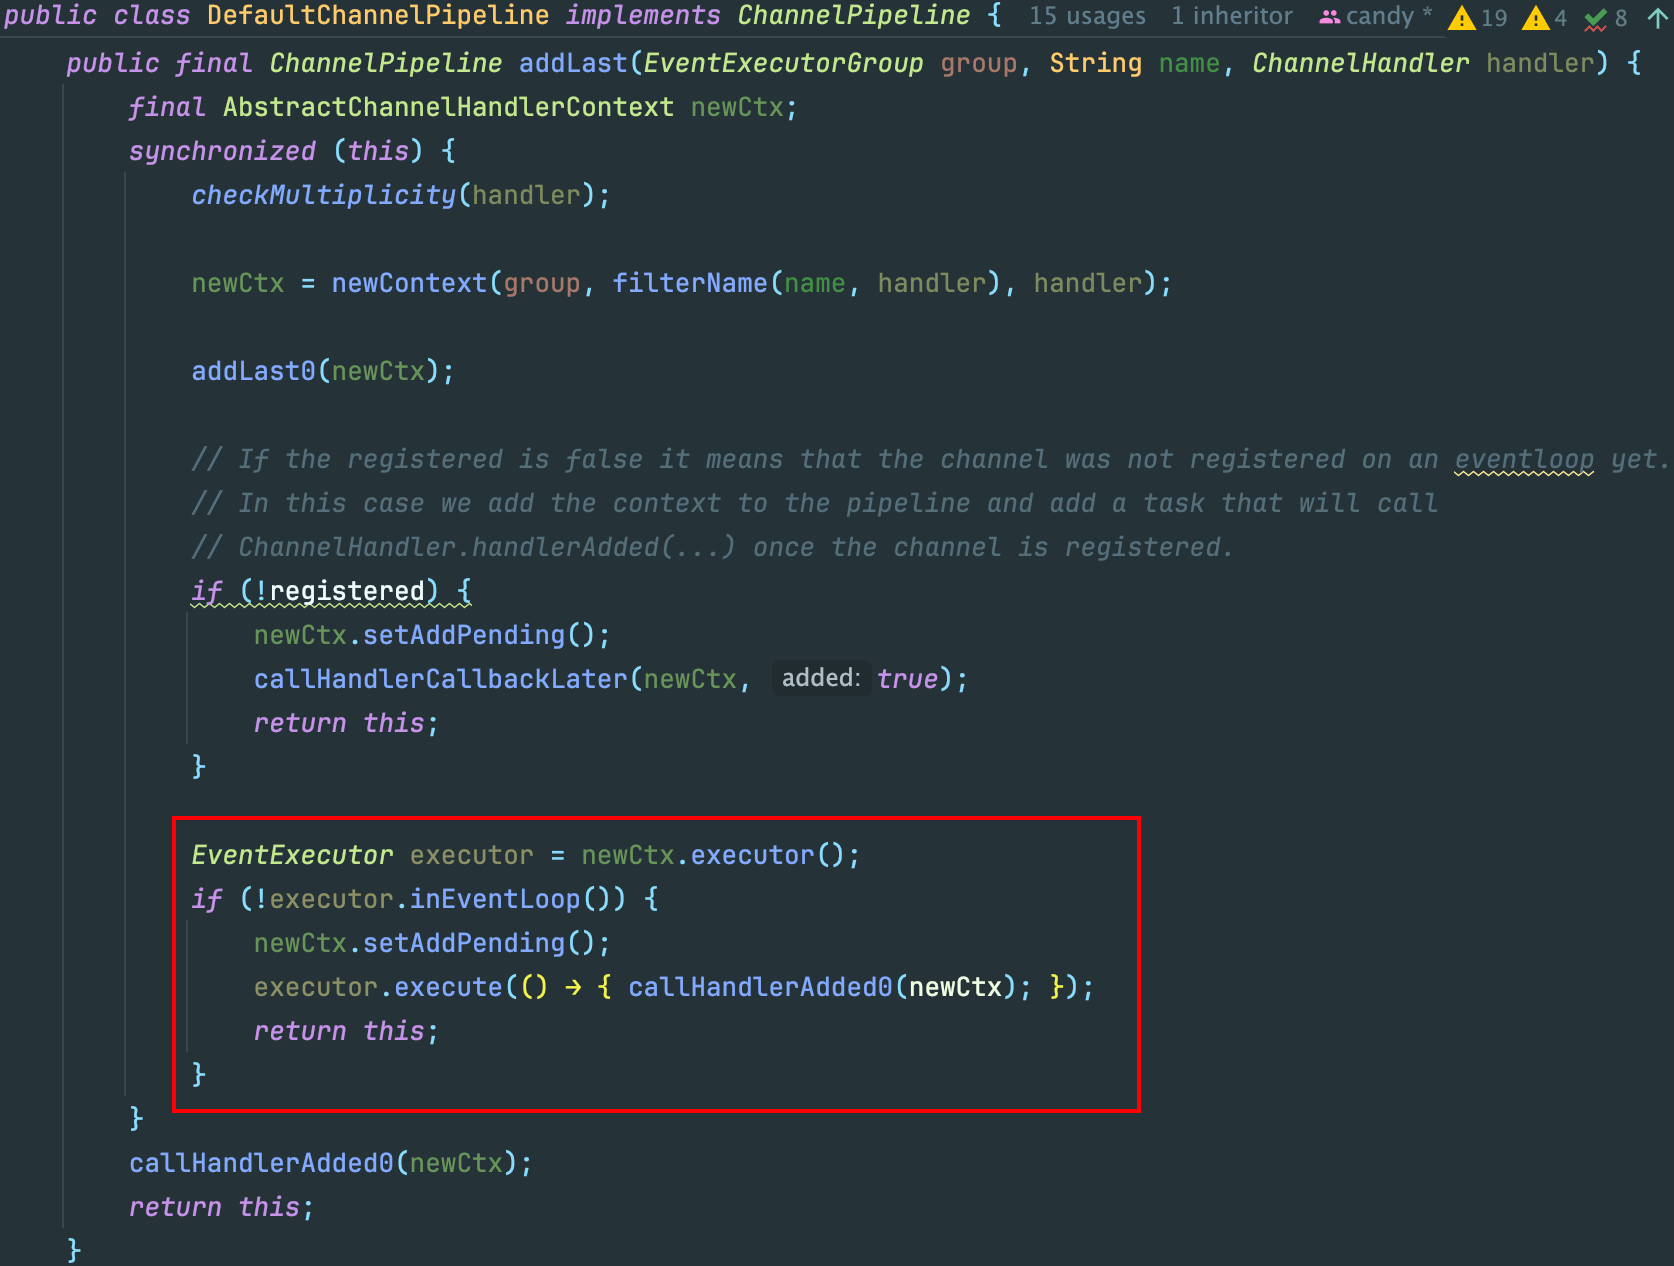 public class DefaultChannelPipeline implements ChannelPipeline { 15 usages 1 inheritor candy * 19 4 8
public final ChannelPipeline addLast(EventExecutorGroup group, String name, ChannelHandler handler) {
final AbstractChannelHandlerContext newCtx;
synchronized (this) {
checkMultiplicity(handler);
newCtx = newContext(group, filterName(name, handler), handler);
addLast0(newCtx);
// If the registered is false it means that the channel was not registered on an eventloop yet.
// In this case we add the context to the pipeline and add a task that will call
// ChannelHandler.handlerAdded(...) once the channel is registered.
if (!registered) {
newCtx.setAddPending();
callHandlerCallbackLater(newCtx, added: true);
return this;
}
EventExecutor executor = newCtx.executor();
if (!executor.inEventLoop()) {
newCtx.setAddPending();
executor.execute(() → { callHandlerAdded0(newCtx); });
return this;
}
}
callHandlerAdded0(newCtx);
return this;
}